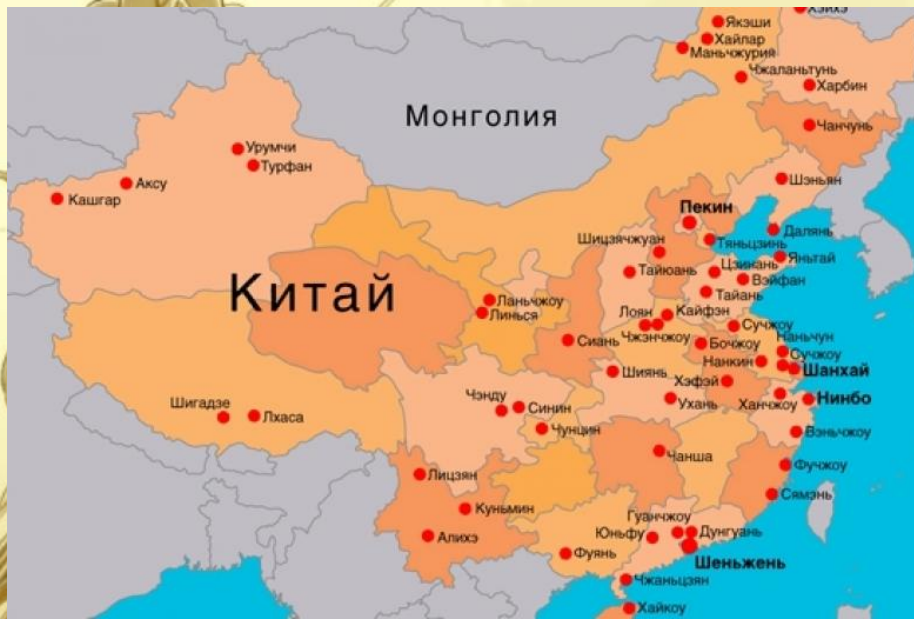 Хэйхэ
Якэши
Хайлар
Маньчжурия
Чжаланьтунь
Харбин
Монголия
Чанчунь
Урумчи
Турфан
Аксу
Кашгар
Шэньян
Пекин
Далянь
Шицзячжуан
Тяньцзинь
Яньтай
Тайюань
Цзинань
Вэйфан
Тайань
Китай
Ланьчжоу
Линься
Лоян
Кайфэн
Чжэнчжоу
Сучжоу
Сиань
Бочжоу
Наньчун
Нанкин
Сучжоу
Шанхай
Шиянь
Хэфэй
Чэнду
Синин
Ухань
Ханчжоу
Нинбо
Шигадзе
Лхаса
Чунцин
Вэньчжоу
Чанша
Фучжоу
Лицзян
Сямэнь
Куньмин
Гуанчжоу
Алихэ
Юньфу
Дунгуань
Фуянь
Шеньжень
Чжаньцзян
Хайкоу